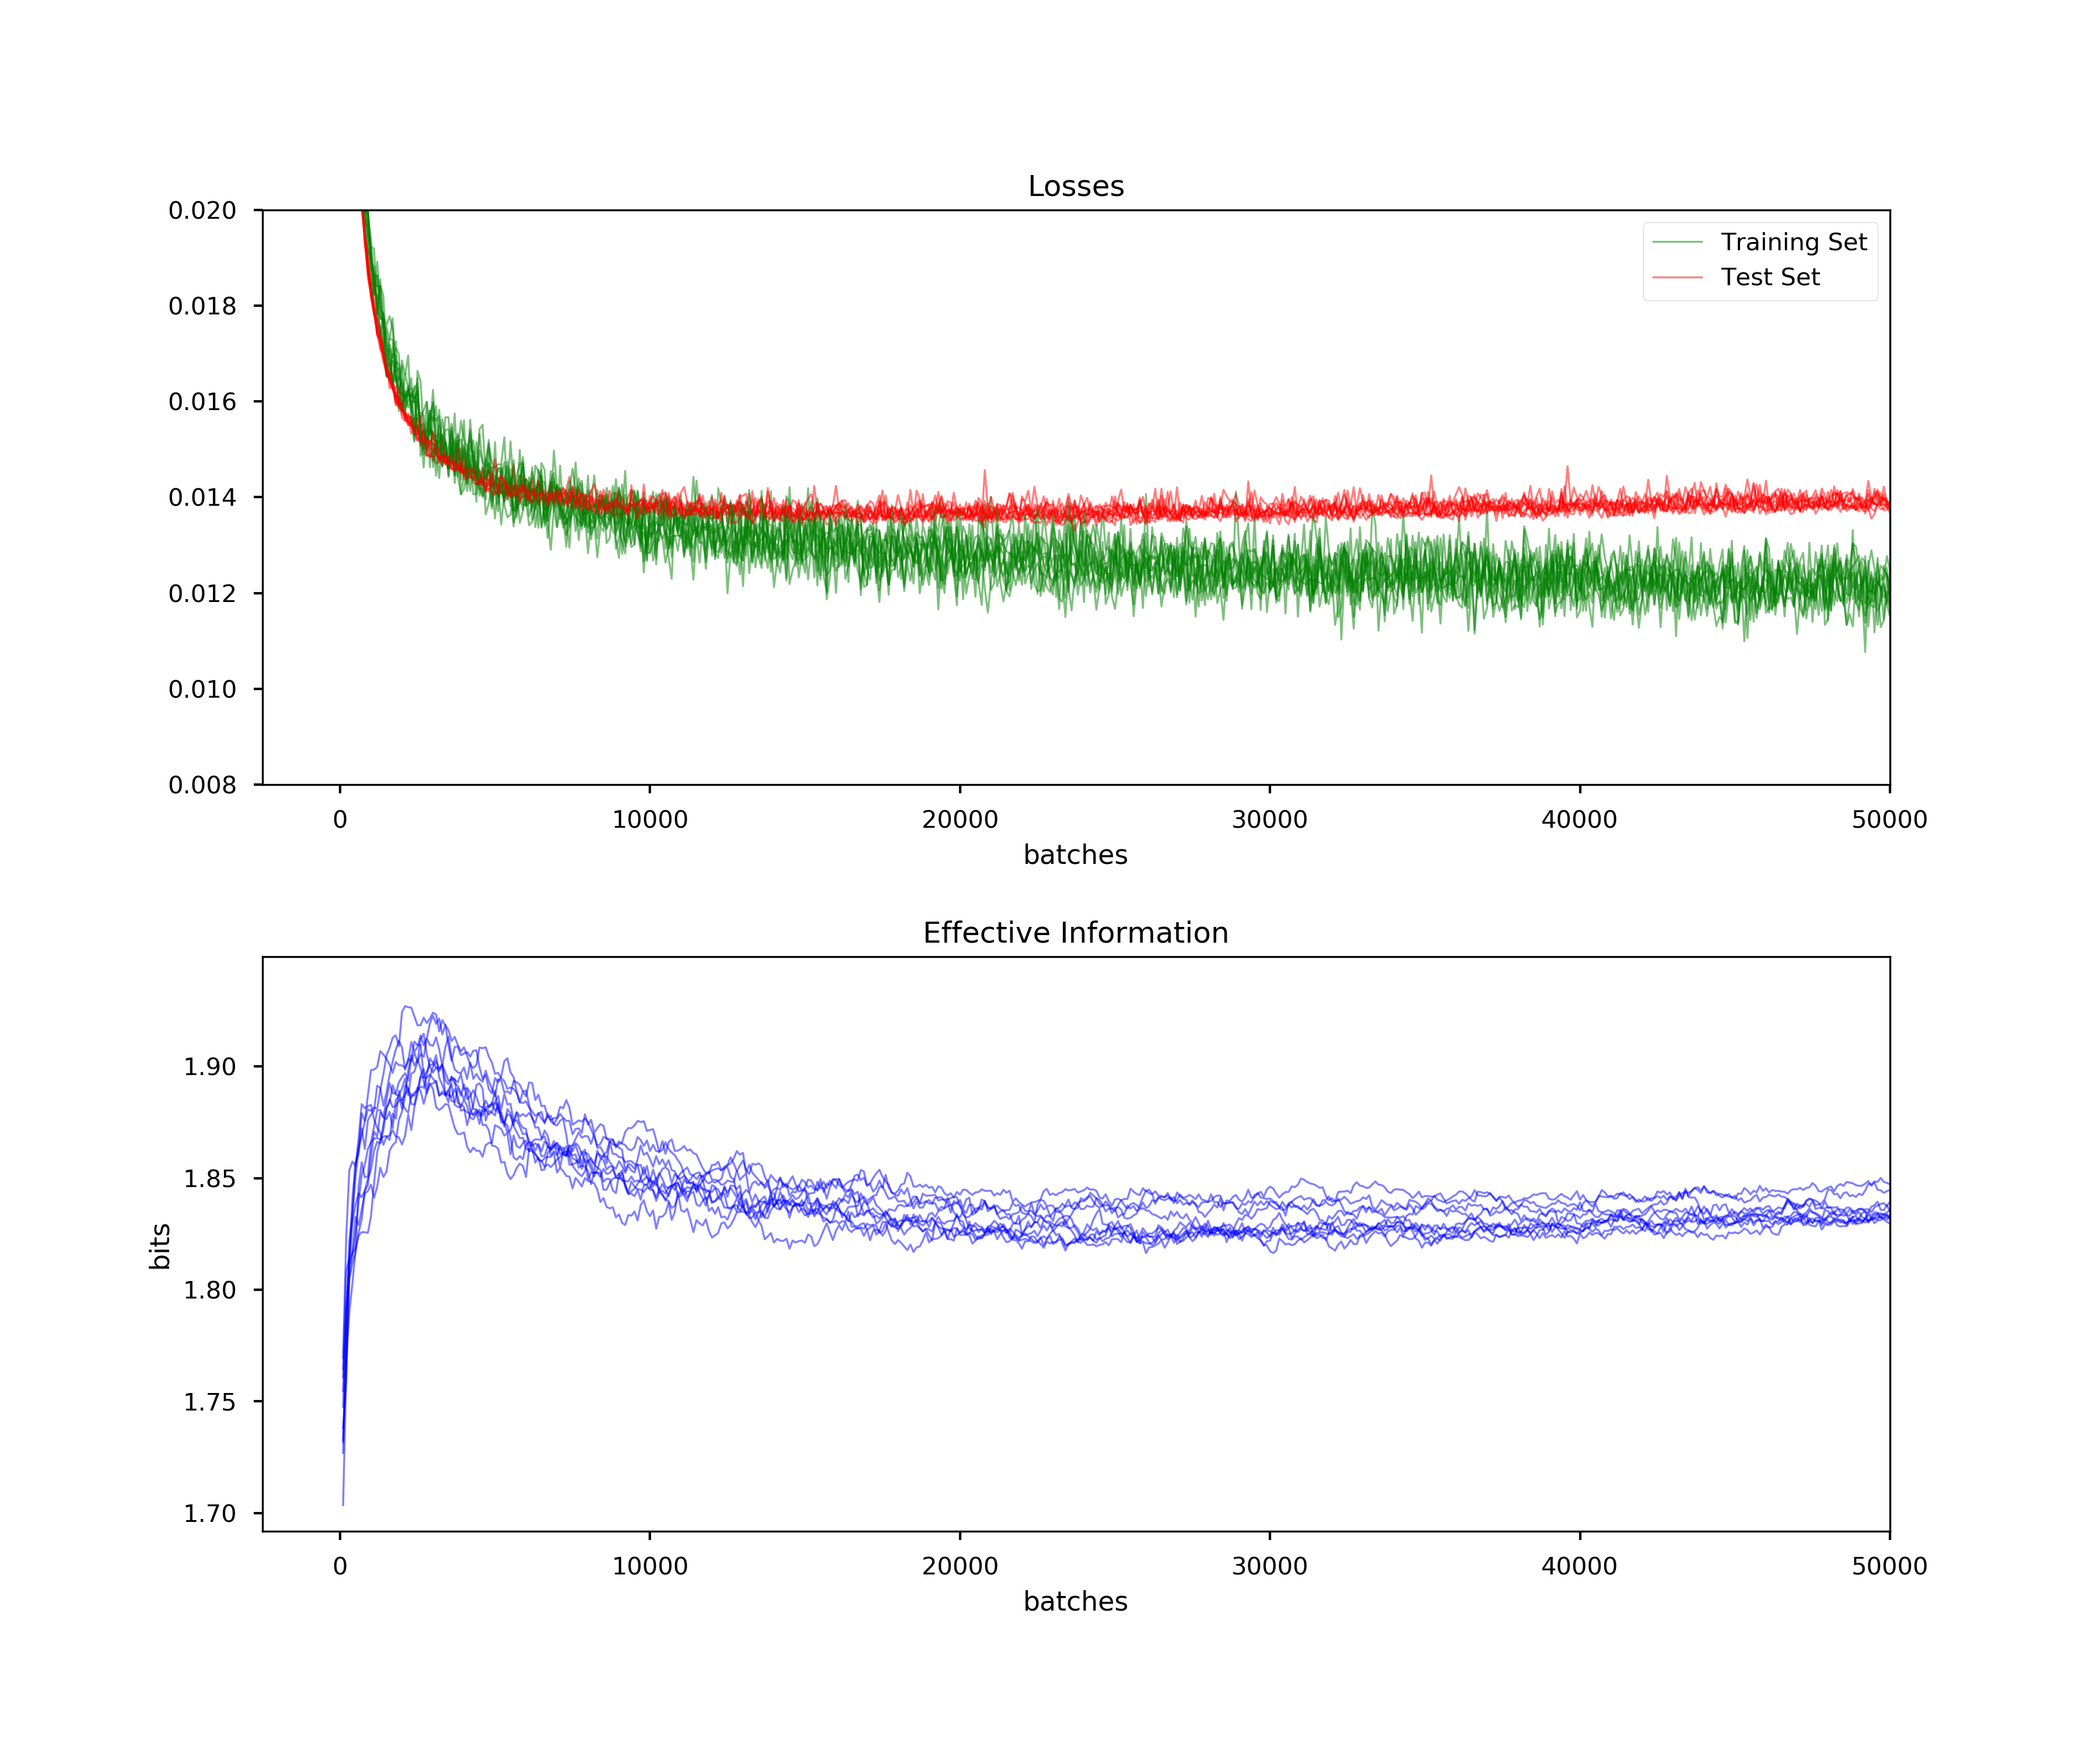 Losses
0.020
0.018
0.016
0.014
0.012
0.010
0.008
Training Set
Test Set
0 10000 20000 30000 40000 50000
batches
Effective Information
bits
1.90
1.85
1.80
1.75
1.70
0 10000 20000 30000 40000 50000
batches